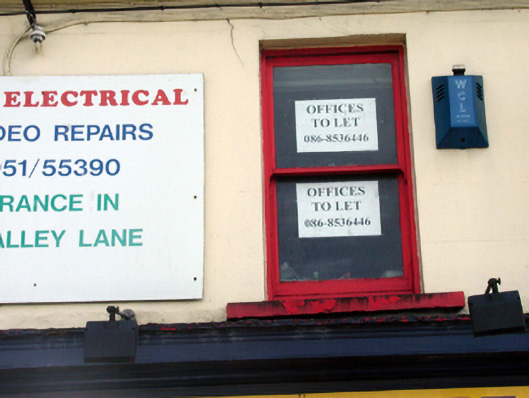 ELECTRICAL
DEO REPAIRS
51/55390
RANCE IN
ALLEY LANE
OFFICES
TO LET
086-8536446
OFFICES
TO LET
086-8536446
WGL